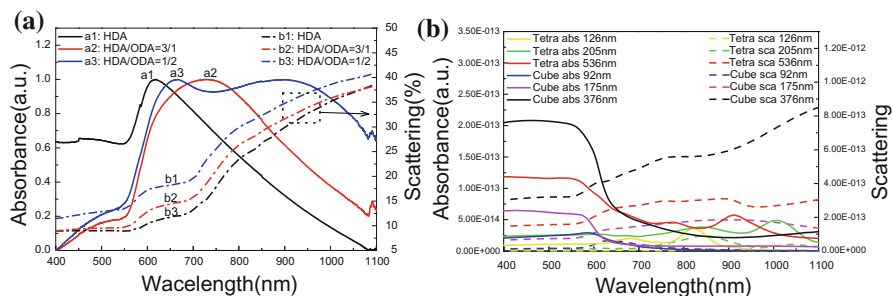 (a)
a1: HDA
b1: HDA
a2: HDA/ODA=3/1
b2: HDA/ODA=3/1
a3: HDA/ODA=1/2
b3: HDA/ODA=1/2
a1
a3
a2
b1
b2
b3
1.0
0.8
0.6
0.4
0.2
0.0
Absorbance(a.u.)
50
45
40
35
30
25
20
15
10
5
Scattering(%)
400 500 600 700 800 900 1000 1100
Wacelength(nm)
(b)
Tetra abs 126nm
Tetra abs 205nm
Tetra abs 536nm
Cube abs 92nm
Cube abs 175nm
Cube abs 376nm
Tetra sca 126nm
Tetra sca 205nm
Tetra sca 536nm
Cube sca 92nm
Cube sca 175nm
Cube sca 376nm
3.50E-013
3.00E-013
2.50E-013
2.00E-013
1.50E-013
1.00E-013
5.00E-014
0.00E+000
Absorbance(a.u.)
1.00E-012
8.00E-013
6.00E-013
4.00E-013
2.00E-013
0.00E+000
Scattering
400 500 600 700 800 900 1000 1100
Wavelength(nm)